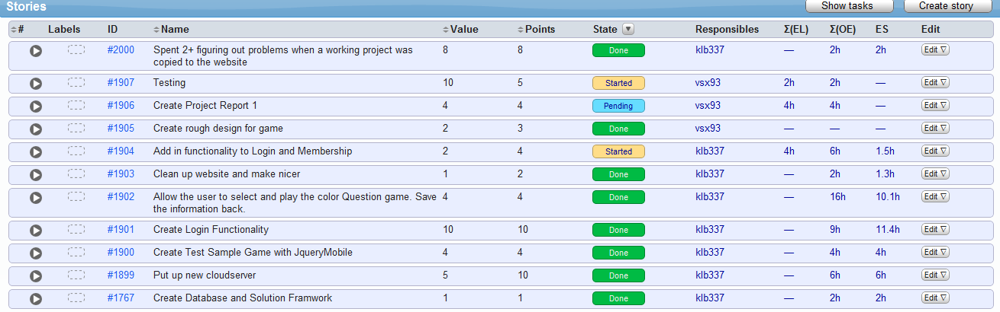 Stories Show tasks Create story
# Labels ID Name Value Points State Responsibles Σ(EL) Σ(OE) ES Edit
#2000 Spent 2+ figuring out problems when a working project was 8 8 Done klb337 — 2h 2h Edit
copied to the website
#1907 Testing 10 5 Started vsx93 2h 2h — Edit
#1906 Create Project Report 1 4 4 Pending vsx93 4h 4h — Edit
#1905 Create rough design for game 2 3 Done vsx93 — — — Edit
#1904 Add in functionality to Login and Membership 2 4 Started klb337 4h 6h 1.5h Edit
#1903 Clean up website and make nicer 1 2 Done klb337 — 2h 1.3h Edit
#1902 Allow the user to select and play the color Question game. Save 4 4 Done klb337 — 16h 10.1h Edit
the information back.
#1901 Create Login Functionality 10 10 Done klb337 — 9h 11.4h Edit
#1900 Create Test Sample Game with JqueryMobile 4 4 Done klb337 — 4h 4h Edit
#1899 Put up new cloudserver 5 10 Done klb337 — 6h 6h Edit
#1767 Create Database and Solution Framwork 1 1 Done klb337 — 2h 2h Edit